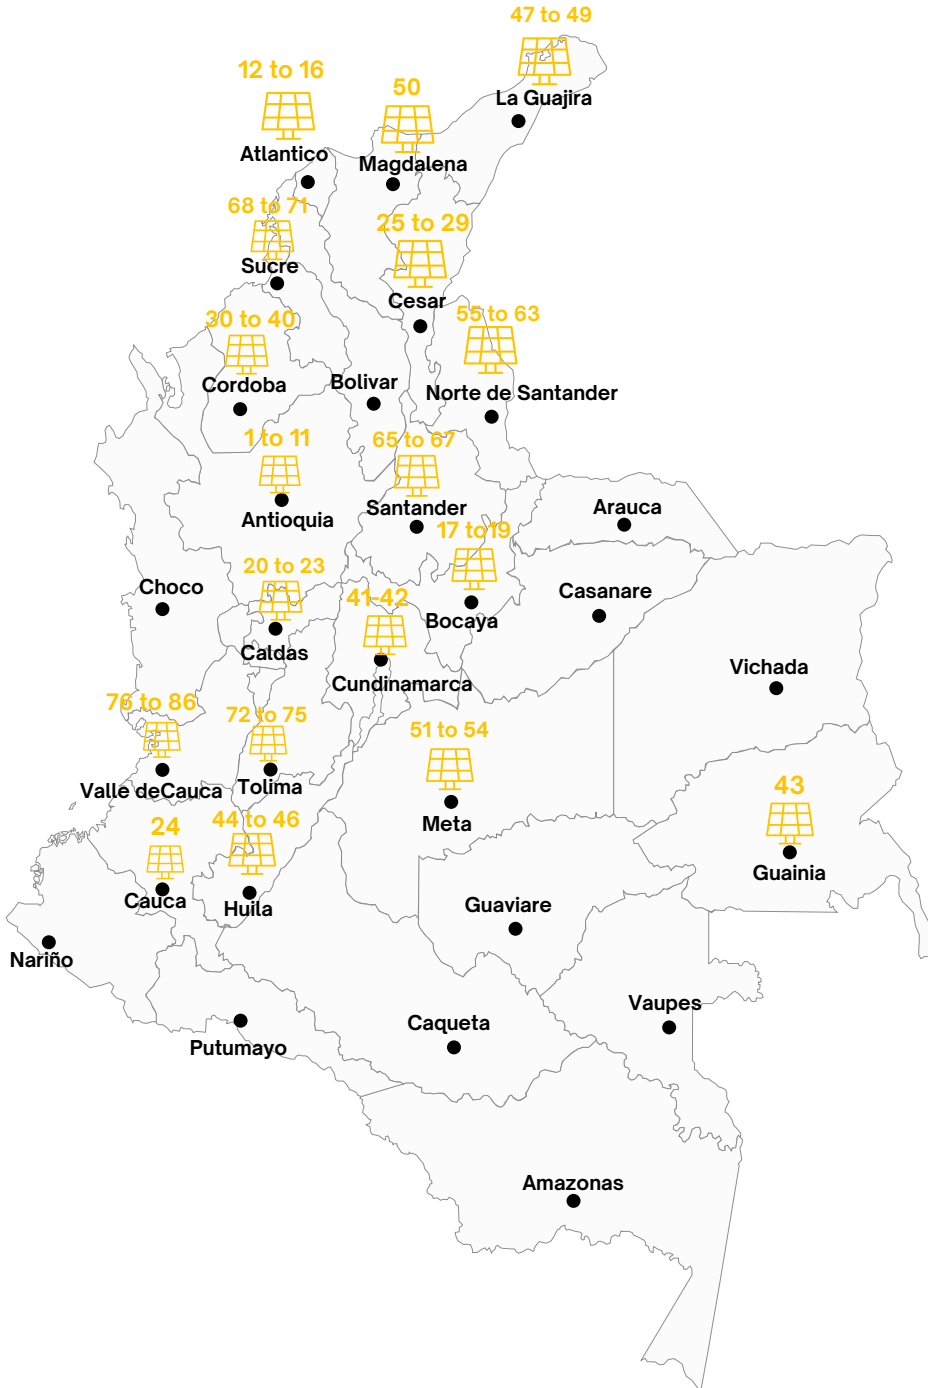 47 to 49
La Guajira
12 to 16
Atlantico
50
Magdalena
68 to 71
Sucre
25 to 29
Cesar
30 to 40
Cordoba
Bolivar
55 to 63
Norte de Santander
1 to 11
Antioquia
65 to 67
Santander
Arauca
17 to19
Bocaya
Choco
20 to 23
Caldas
41-42
Cundinamarca
Casanare
Vichada
76 to 86
Valle deCauca
72 to 75
Tolima
51 to 54
Meta
43
Guainia
24
Cauca
44 to 46
Huila
Guaviare
Nariño
Putumayo
Caqueta
Vaupes
Amazonas